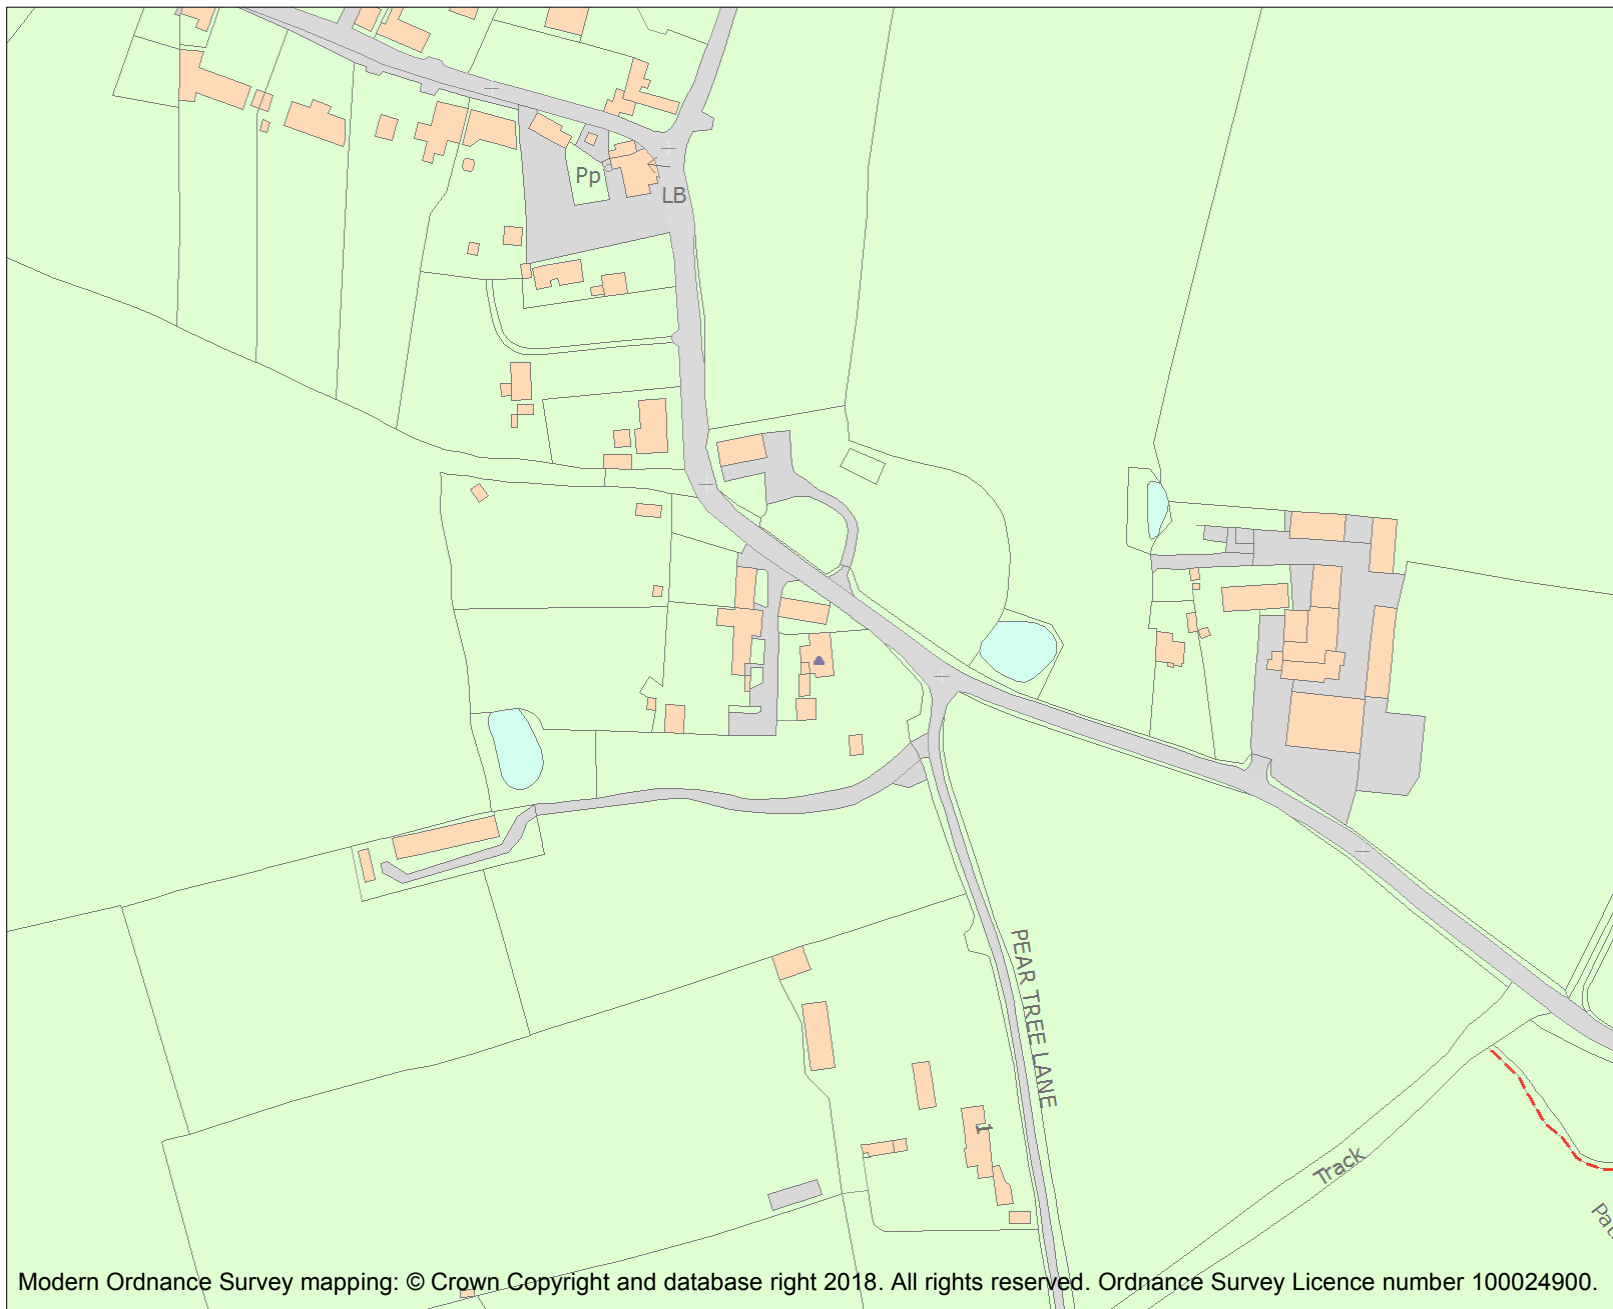 Pp
LB
PEAR TREE LANE
1
Track
Modern Ordnance Survey mapping: © Crown Copyright and database right 2018. All rights reserved. Ordnance Survey Licence number 100024900.